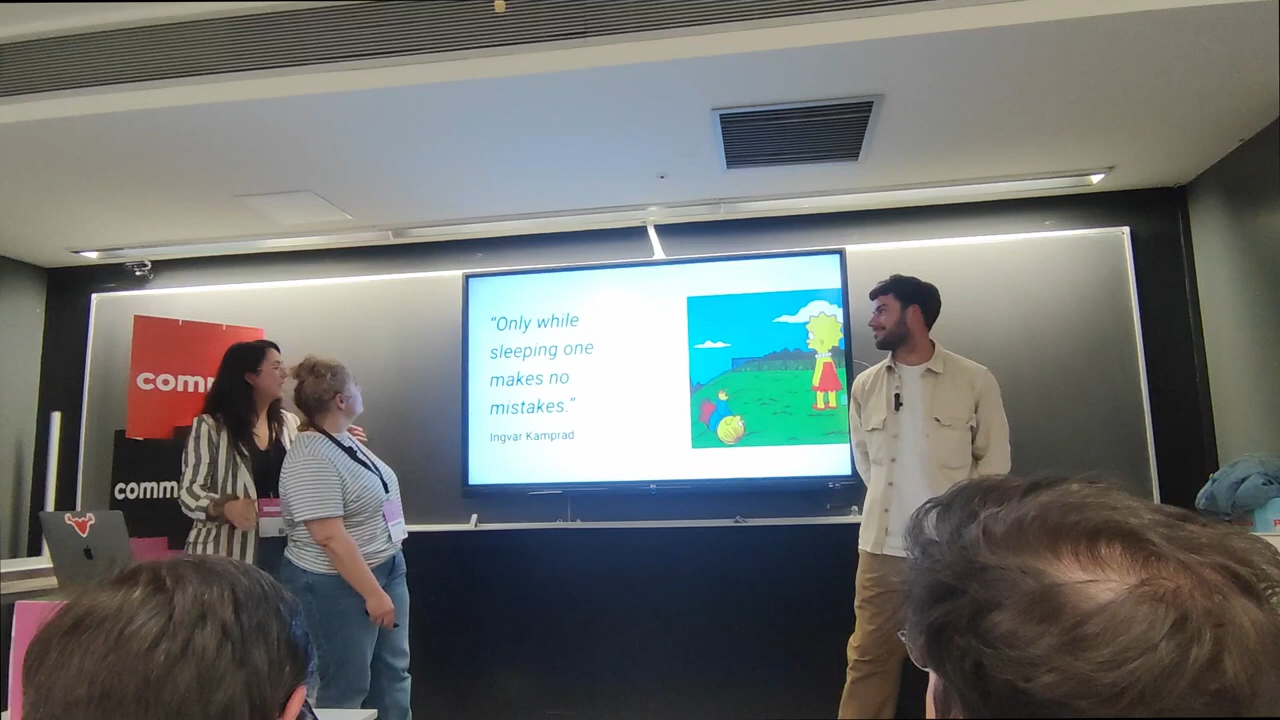 “Only while
sleeping one
makes no
mistakes.”
Ingvar Kamprad
comm
comm